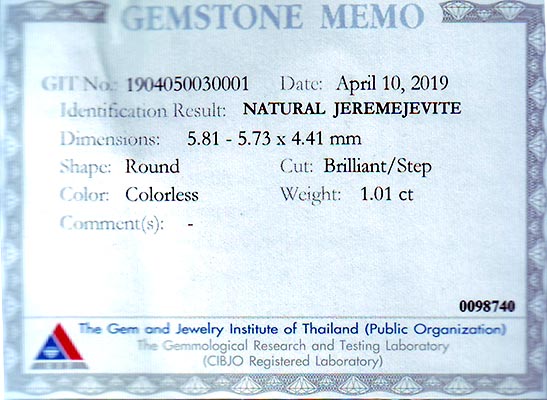 GEMSTONE MEMO
GIT No.: 1904050030001 Date: April 10, 2019
Identification Result: NATURAL JEREMEJEVITE
Dimensions: 5.81 - 5.73 x 4.41 mm
Shape: Round Cut: Brilliant/Step
Color: Colorless Weight: 1.01 ct
Comment(s): -
0098740
The Gem and Jewelry Institute of Thailand (Public Organization)
The Gemmological Research and Testing Laboratory
(CIBJO Registered Laboratory)
GEMSTONE MEMO